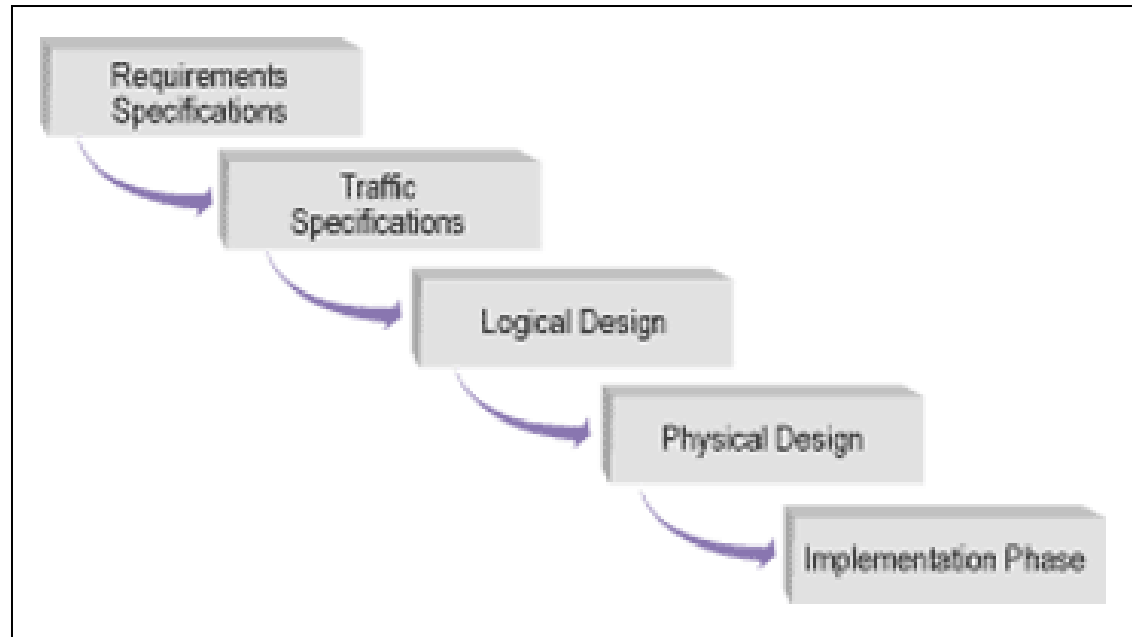 Requirements
Specifications
Traffic
Specifications
Logical Design
Physical Design
Implementation Phase